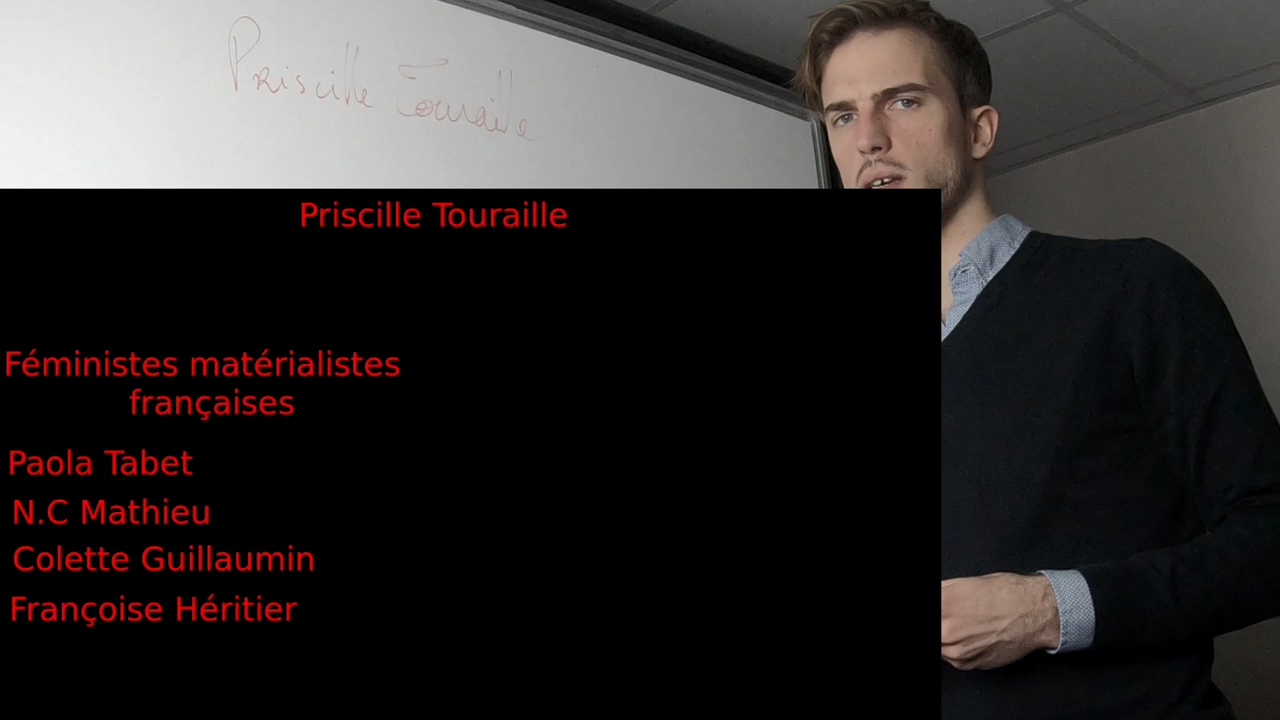 Priscille Touraille
Priscille Touraille
Féministes matérialistes
françaises
Paola Tabet
N.C Mathieu
Colette Guillaumin
Françoise Héritier